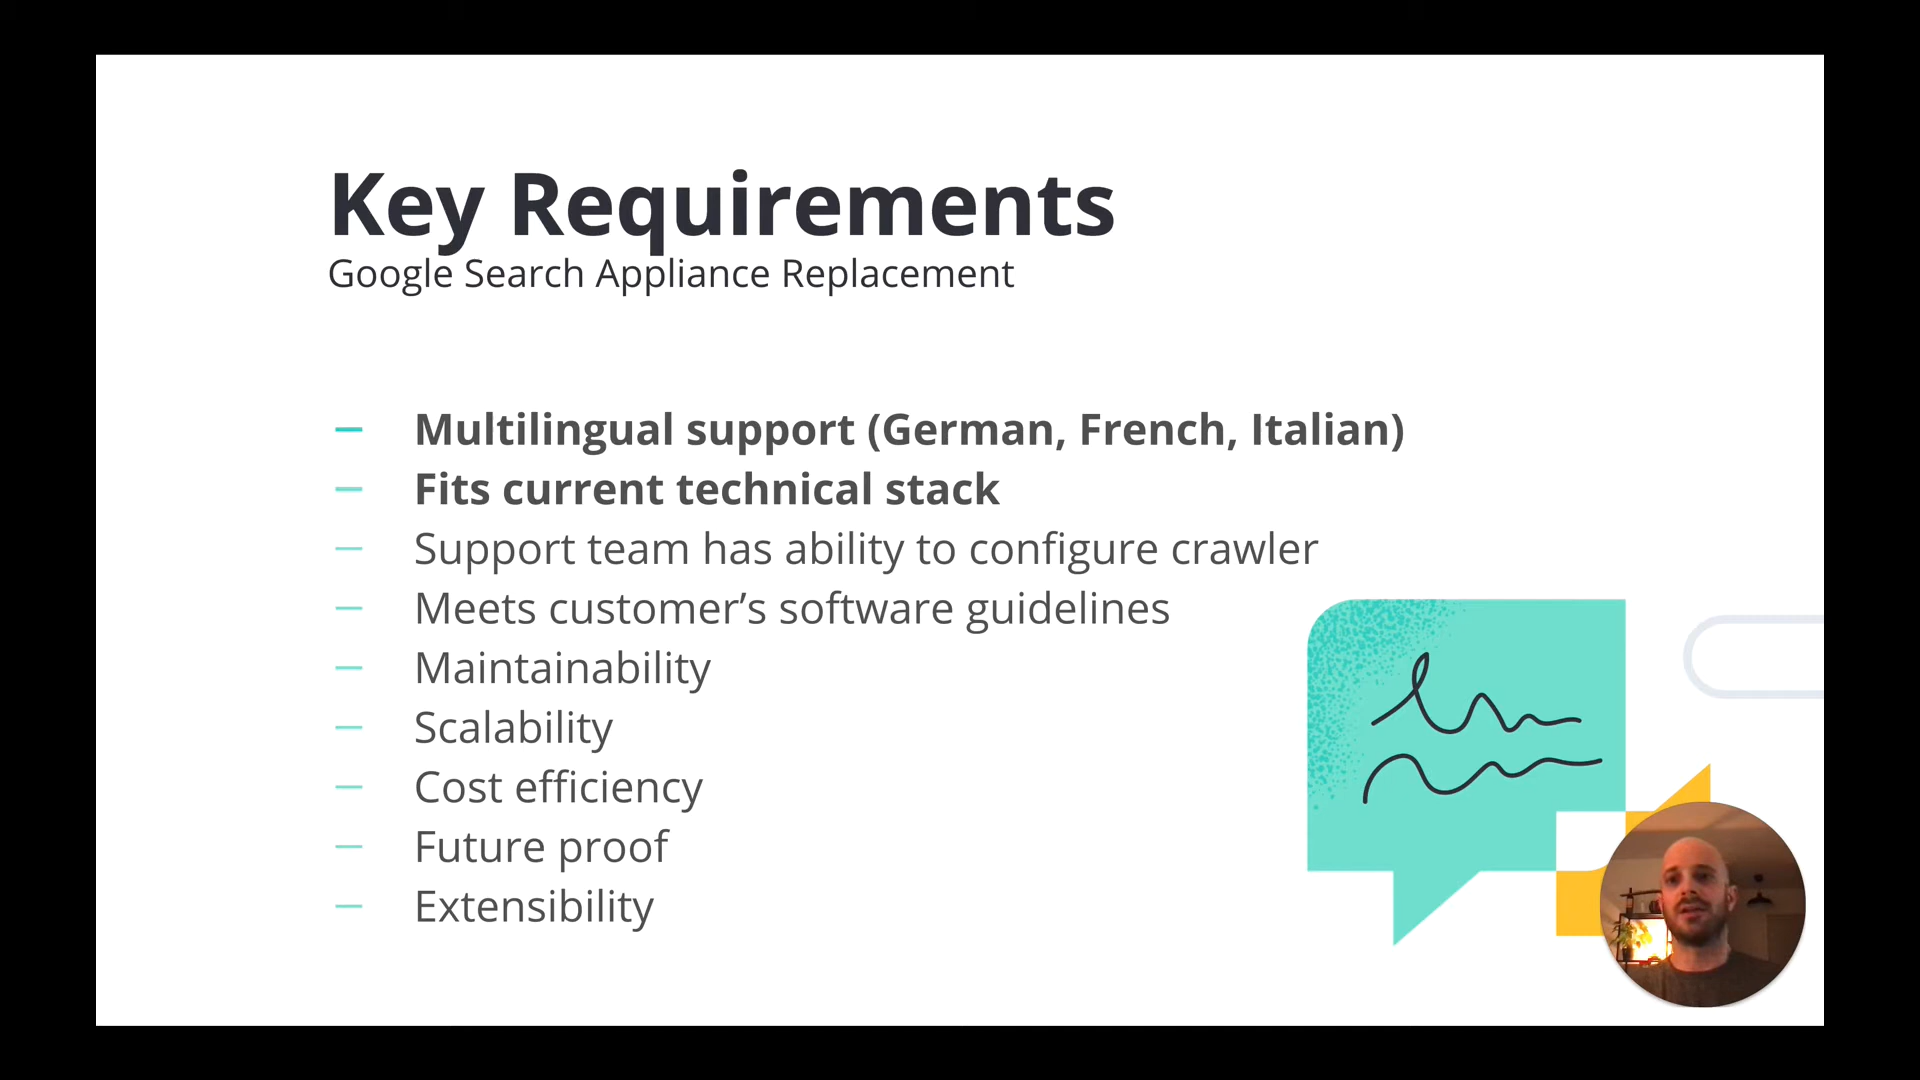 Key Requirements
Google Search Appliance Replacement
— Multilingual support (German, French, Italian)
— Fits current technical stack
— Support team has ability to configure crawler
— Meets customer’s software guidelines
— Maintainability
— Scalability
— Cost efficiency
— Future proof
— Extensibility